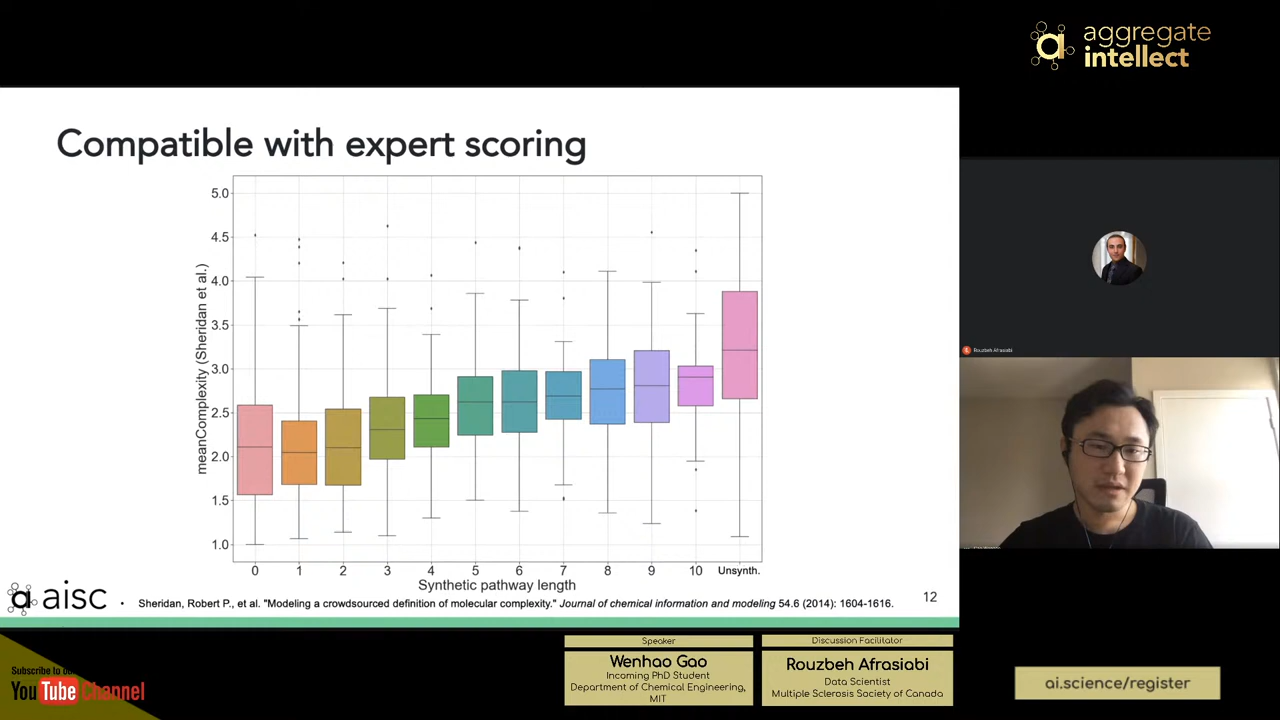 aggregate
intellect
Compatible with expert scoring
meanComplexity (Sheridan et al.)
5.0
4.5
4.0
3.5
3.0
2.5
2.0
1.5
1.0
0 1 2 3 4 5 6 7 8 9 10 Unsynth.
Synthetic pathway length
Rouzbeh Afrasiabi
a aisc
• Sheridan, Robert P., et al. "Modeling a crowdsourced definition of molecular complexity." Journal of chemical information and modeling 54.6 (2014): 1604-1616.
12
Subscribe to
YouTube Channel
Speaker
Wenhao Gao
Incoming PhD Student
Department of Chemical Engineering,
MIT
Discussion Facilitator
Rouzbeh Afrasiabi
Data Scientist
Multiple Sclerosis Society of Canada
ai.science/register